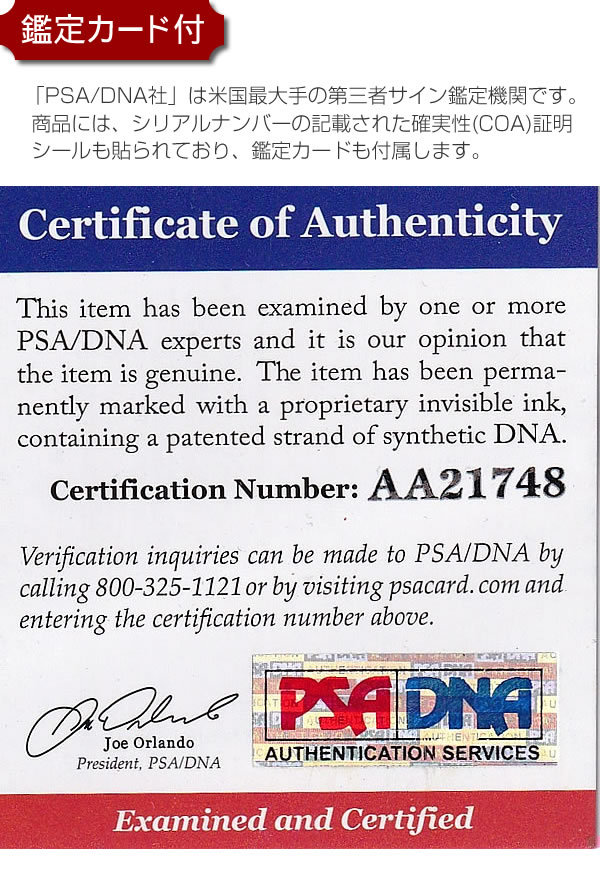 鑑定カード付
「PSA/DNA社」は米国最大手の第三者サイン鑑定機関です。
商品には、シリアルナンバーの記載された確実性(COA)証明
シールも貼られており、鑑定カードも付属します。
Certificate of Authenticity
This item has been examined by one or more
PSA/DNA experts and it is our opinion that
the item is genuine. The item has been perma-
nently marked with a proprietary invisible ink,
containing a patented strand of synthetic DNA.
Certification Number: AA21748
Verification inquiries can be made to PSA/DNA by
calling 800-325-1121 or by visiting psacard.com and
entering the certification number above.
Joe Orlando
President, PSA/DNA
PSA DNA
AUTHENTICATION SERVICES
Examined and Certified